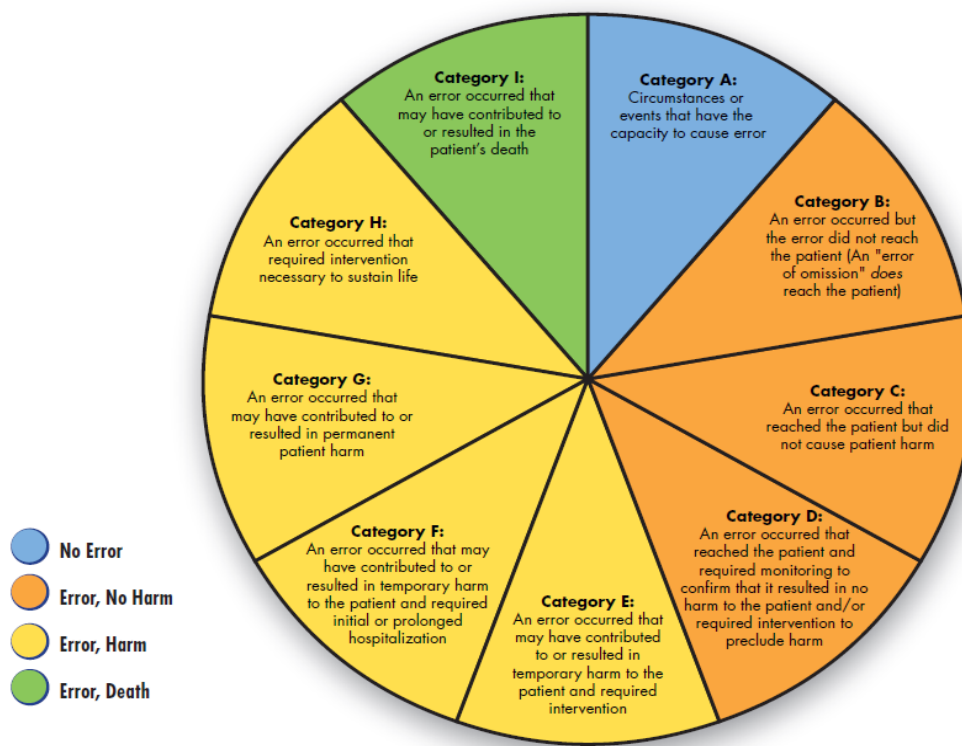 Category I:
An error occurred that
may have contributed to
or resulted in the
patient's death
Category A:
Circumstances or
events that have the
capacity to cause error
Category B:
An error occurred but
the error did not reach
the patient (An "error
of omission" does
reach the patient)
Category C:
An error occurred that
reached the patient but did
not cause patient harm
Category D:
An error occurred that
reached the patient and
required monitoring to
confirm that it resulted in no
harm to the patient and/or
required intervention to
preclude harm
Category E:
An error occurred that
may have contributed
to or resulted in
temporary harm to the
patient and required
intervention
Category F:
An error occurred that may
have contributed to or
resulted in temporary harm
to the patient and required
initial or prolonged
hospitalization
Category G:
An error occurred that
may have contributed to or
resulted in permanent
patient harm
Category H:
An error occurred that
required intervention
necessary to sustain life
No Error
Error, No Harm
Error, Harm
Error, Death